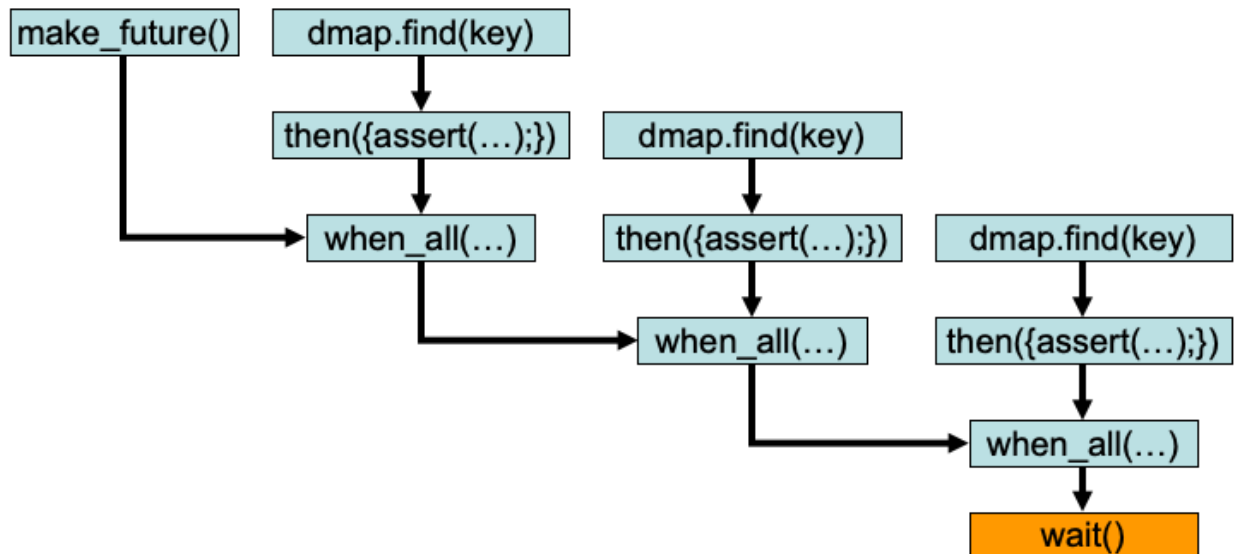 make_future()
dmap.find(key)
then({assert(…);})
dmap.find(key)
when_all(…)
then({assert(…);})
dmap.find(key)
when_all(…)
then({assert(…);})
when_all(…)
wait()